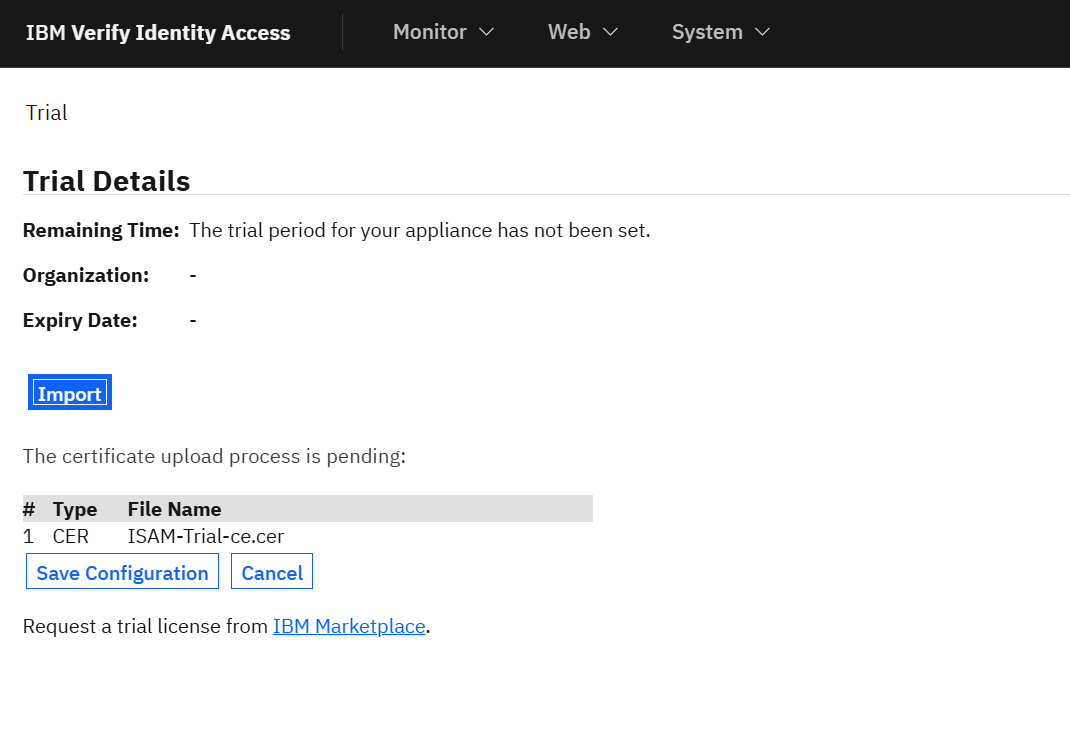 IBM Verify Identity Access Monitor Web System
Trial
Trial Details
Remaining Time: The trial period for your appliance has not been set.
Organization: -
Expiry Date: -
Import
The certificate upload process is pending:
# Type File Name
1 CER ISAM-Trial-ce.cer
Save Configuration Cancel
Request a trial license from IBM Marketplace.